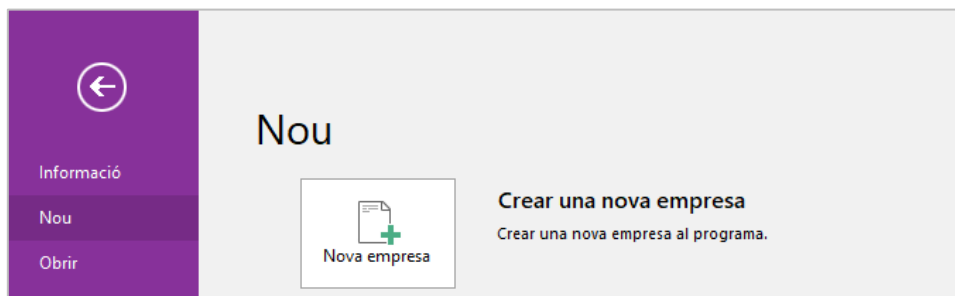 Nou
Informació
Nou
Obrir
Nova empresa
Crear una nova empresa
Crear una nova empresa al programa.